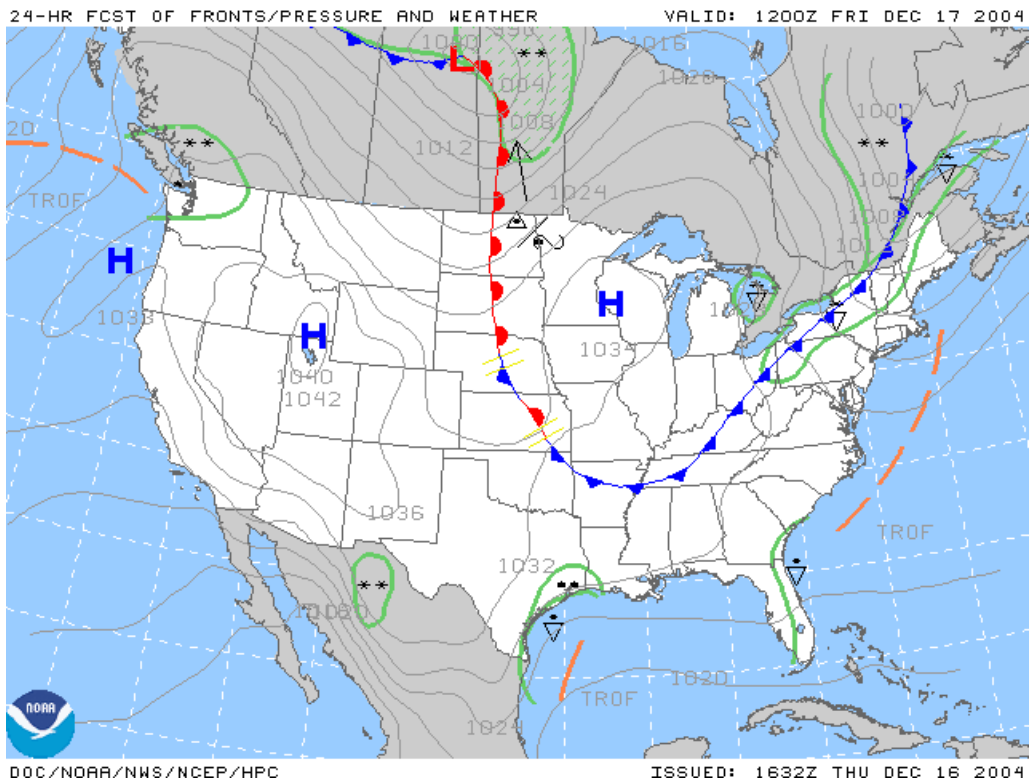 24-HR FCST OF FRONTS/PRESSURE AND WEATHER
VALID: 1200Z FRI DEC 17 2004
1016
1020
1004
1008
1012
1000
1024
1008
20
TROF
H
L
H
H
1034
1040
1042
1036
1032
TROF
TROF
1020
1024
NOAA
DOC/NOAA/NWS/NCEP/HPC
ISSUED: 1632Z THU DEC 16 2004